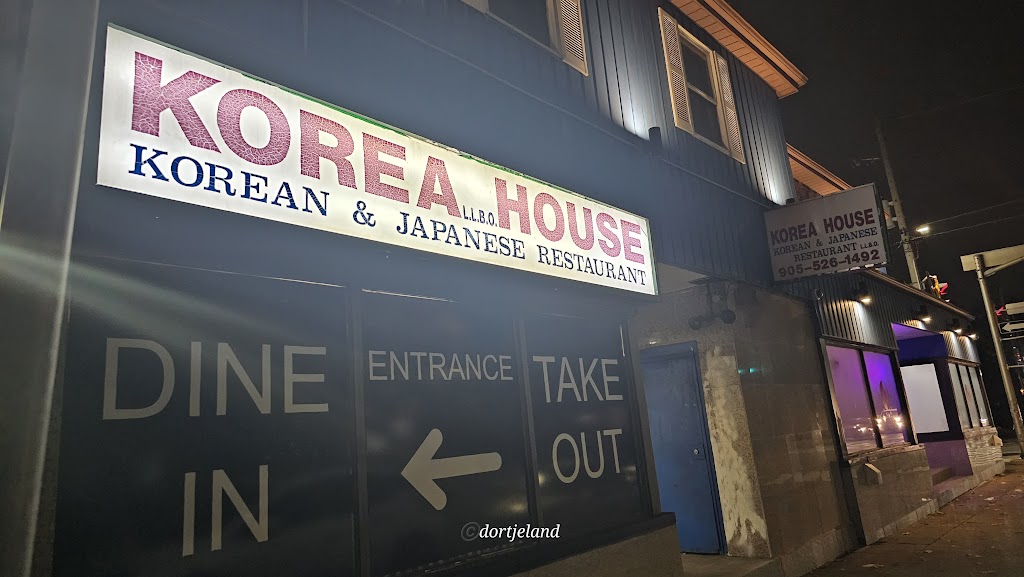 KOREA L.L.B.O. HOUSE
KOREAN & JAPANESE RESTAURANT
KOREA HOUSE
KOREAN & JAPANESE
RESTAURANT L.L.B.O.
905-526-1492
DINE
IN
ENTRANCE
TAKE
OUT
©dortjeland